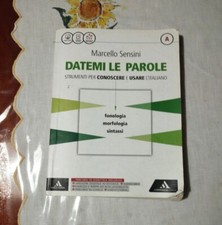 A
Marcello Sensini
DATEMI LE PAROLE
STRUMENTI PER CONOSCERE E USARE L'ITALIANO
fonologia
morfologia
sintassi